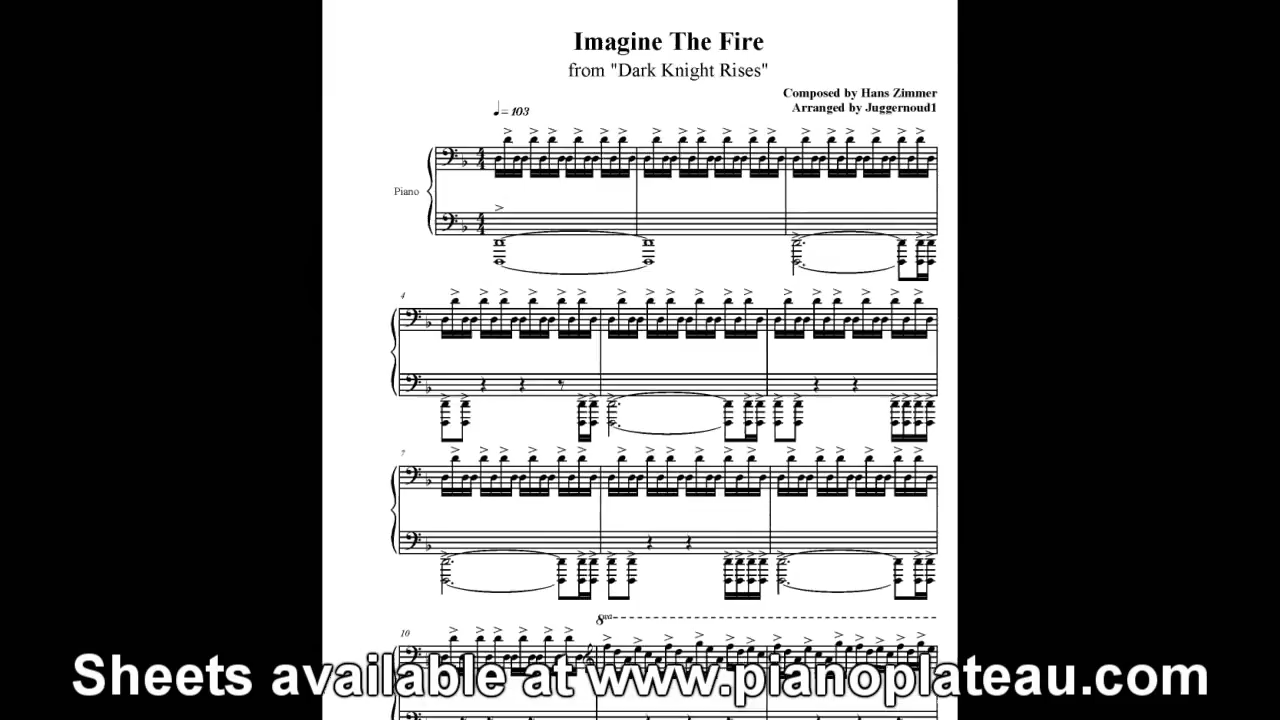 Imagine The Fire
from "Dark Knight Rises"
Composed by Hans Zimmer
Arranged by Juggernoud1
♩= 103
Piano
4
7
10
8va
Sheets available at www.pianoplateau.com